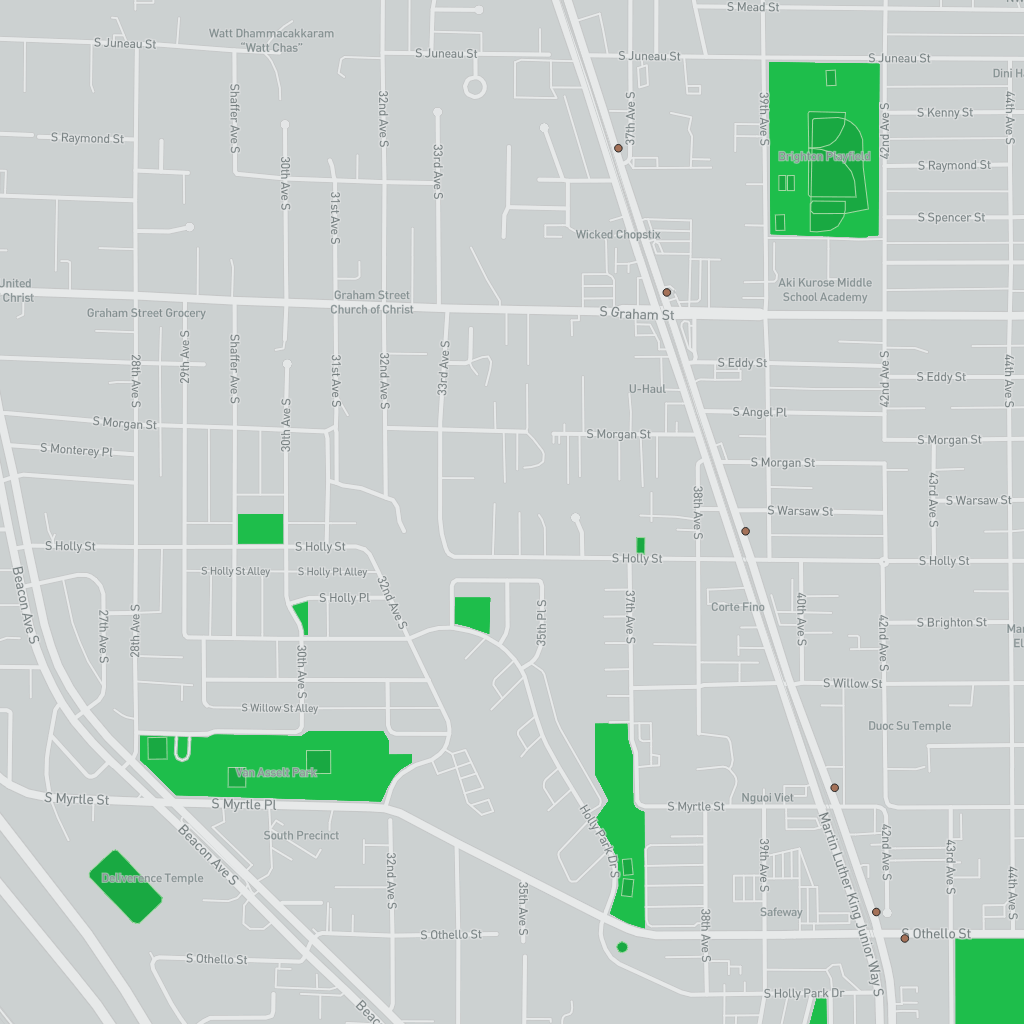 S Mead St
S Juneau St
Watt Dhammacakkaram
"Watt Chas"
S Juneau St
S Juneau St
S Juneau St
Dini Ha
Shaffer Ave S
32nd Ave S
37th Ave S
39th Ave S
42nd Ave S
44th Ave S
S Kenny St
S Raymond St
30th Ave S
33rd Ave S
Brighton Playfield
S Raymond St
31st Ave S
S Spencer St
Wicked Chopstix
United
Christ
Aki Kurose Middle
School Academy
Graham Street
Church of Christ
Graham Street Grocery
S Graham St
28th Ave S
29th Ave S
Shaffer Ave S
31st Ave S
32nd Ave S
33rd Ave S
S Eddy St
42nd Ave S
44th Ave S
S Eddy St
U-Haul
30th Ave S
S Angel Pl
S Morgan St
S Morgan St
S Morgan St
S Monterey Pl
S Morgan St
38th Ave S
43rd Ave S
S Warsaw St
S Warsaw St
S Holly St
S Holly St
S Holly St
S Holly St
S Holly St Alley
S Holly Pl Alley
Beacon Ave S
32nd Ave S
S Holly Pl
27th Ave S
28th Ave S
35th Pl S
37th Ave S
Corte Fino
40th Ave S
42nd Ave S
S Brighton St
Mar
El
30th Ave S
S Willow St
S Willow St Alley
Duoc Su Temple
Van Asselt Park
S Myrtle St
S Myrtle Pl
S Myrtle St
Nguoi Viet
Beacon Ave S
South Precinct
Holly Park Dr S
Martin Luther King Junior Way S
42nd Ave S
43rd Ave S
44th Ave S
39th Ave S
32nd Ave S
Deliverence Temple
35th Ave S
38th Ave S
Safeway
S Othello St
S Othello St
S Othello St
S Holly Park Dr
Beaco